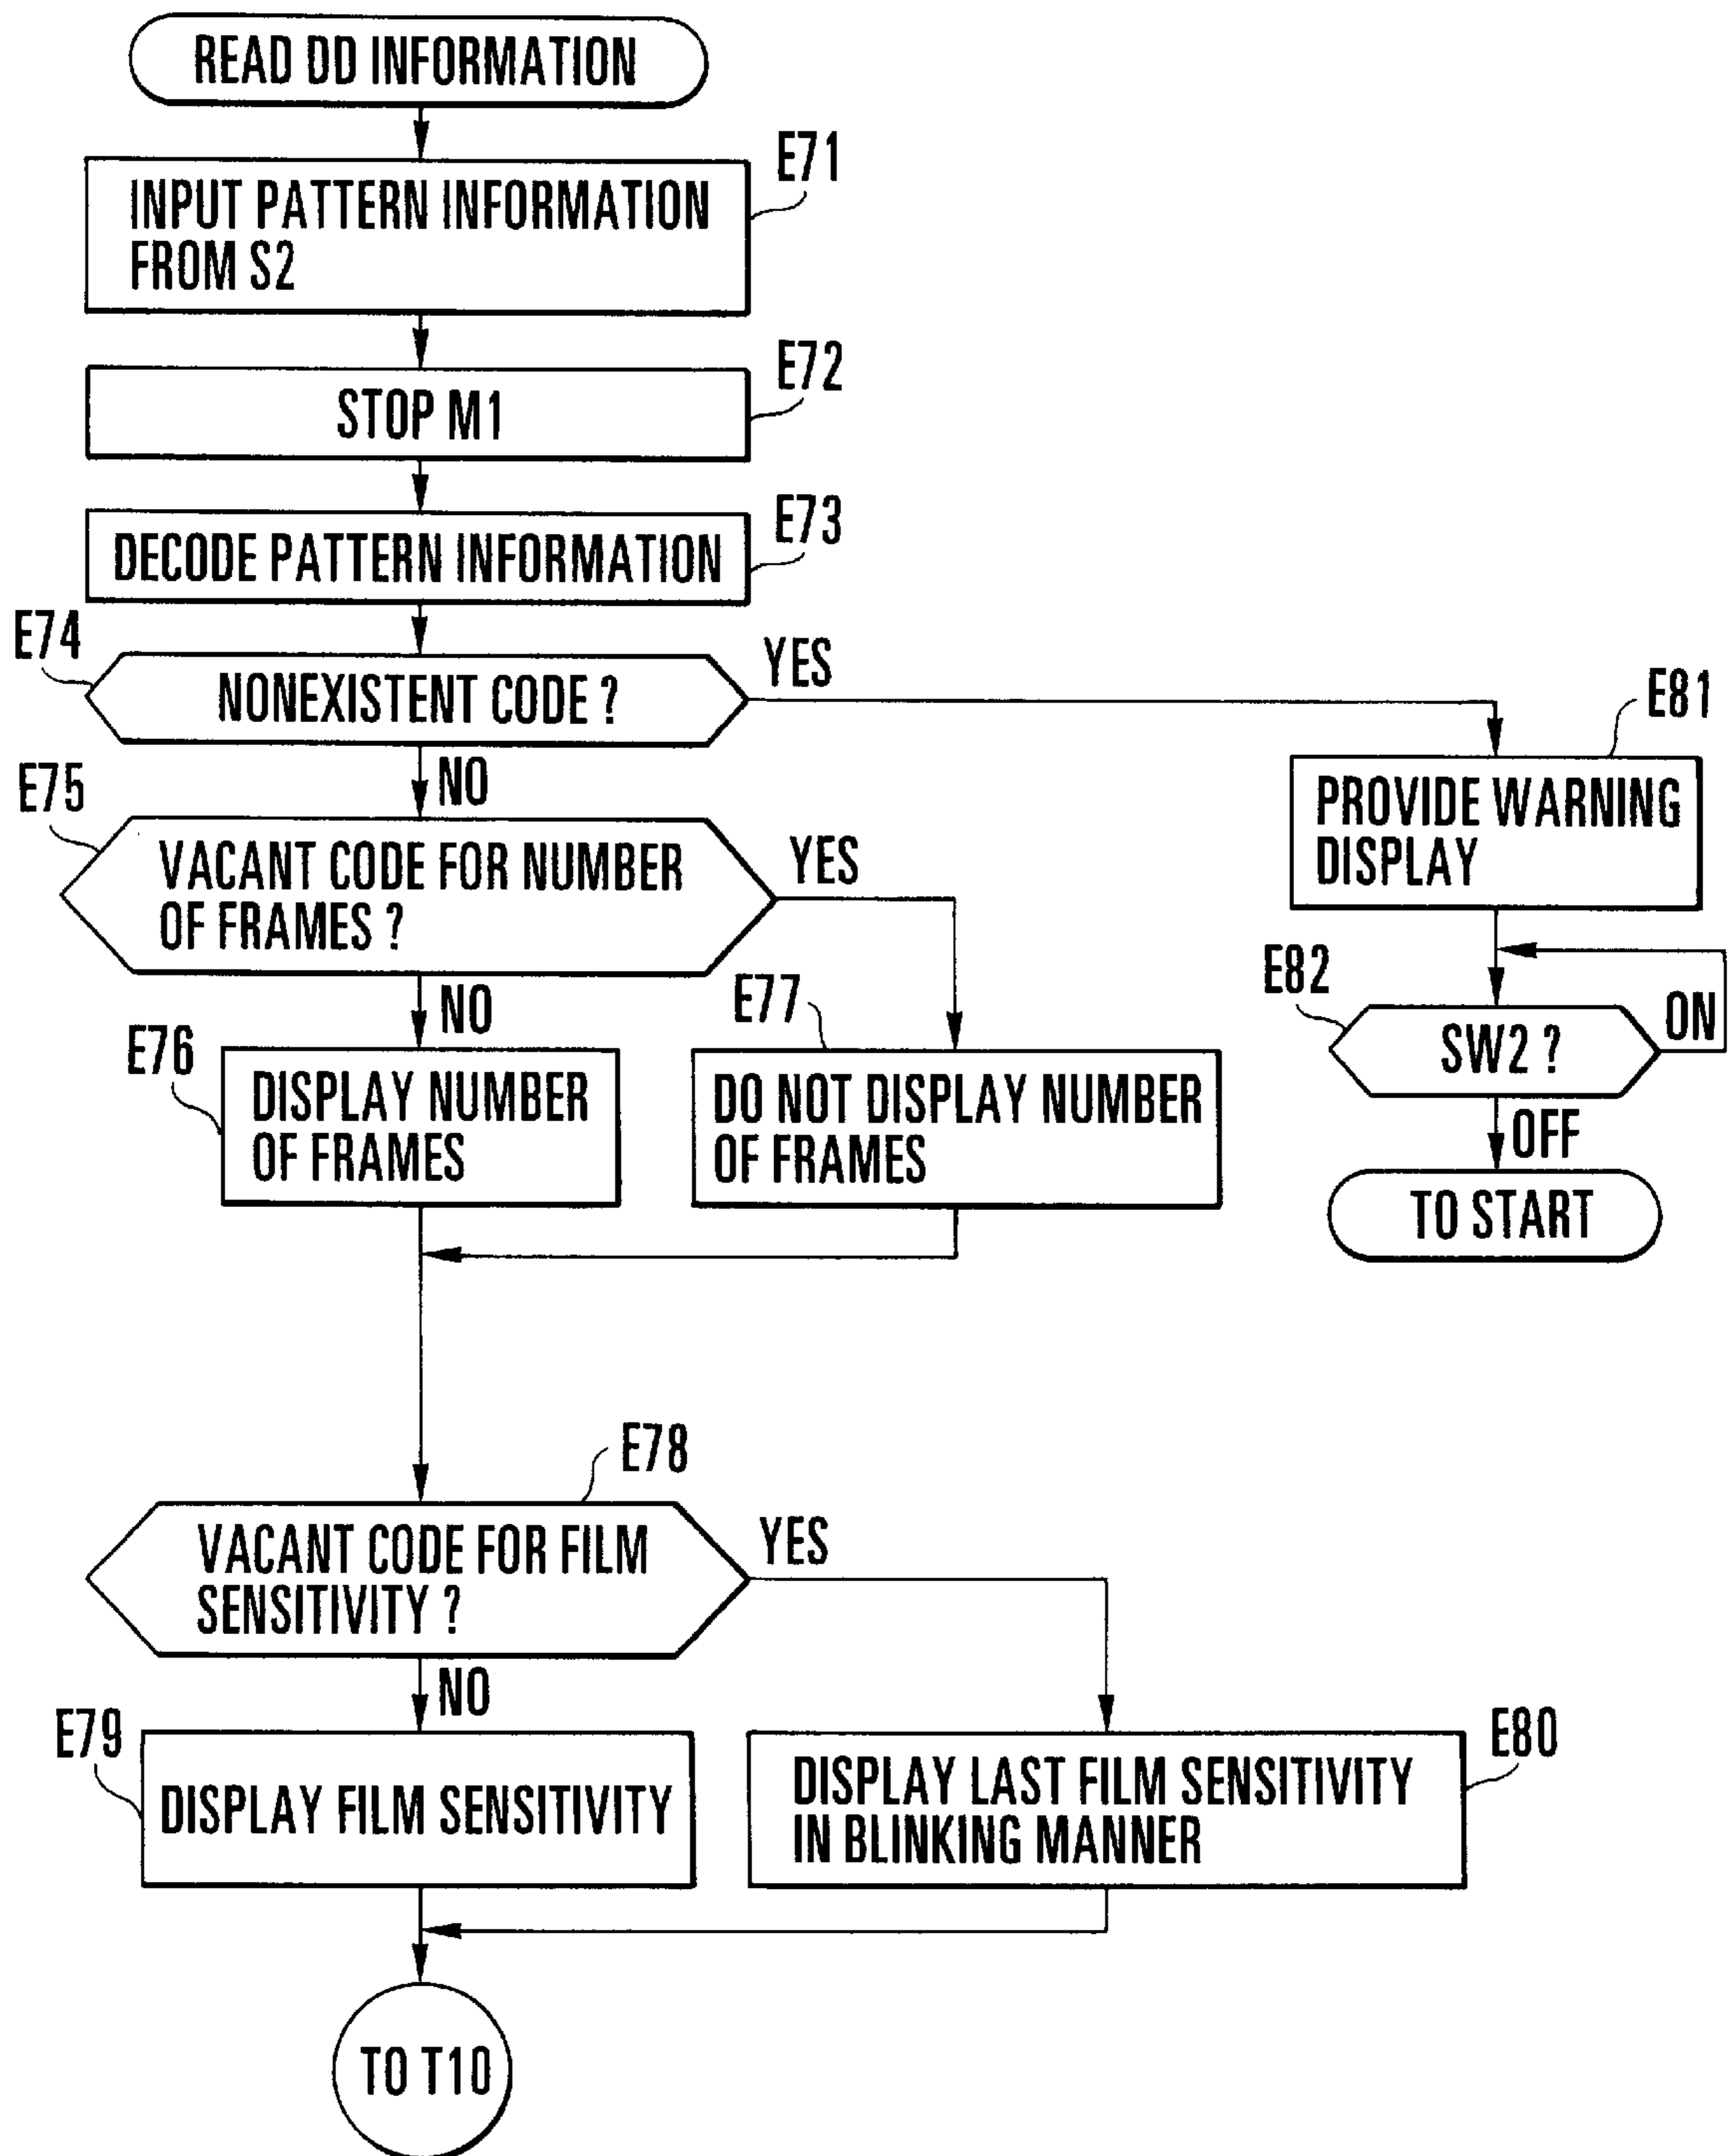 READ DD INFORMATION
E71
INPUT PATTERN INFORMATION
FROM S2
E72
STOP M1
E73
DECODE PATTERN INFORMATION
E74
NONEXISTENT CODE ?
YES
NO
E81
PROVIDE WARNING
DISPLAY
E75
VACANT CODE FOR NUMBER
OF FRAMES ?
YES
NO
E82
SW2 ?
ON
OFF
TO START
E76
DISPLAY NUMBER
OF FRAMES
E77
DO NOT DISPLAY NUMBER
OF FRAMES
E78
VACANT CODE FOR FILM
SENSITIVITY ?
YES
NO
E79
DISPLAY FILM SENSITIVITY
E80
DISPLAY LAST FILM SENSITIVITY
IN BLINKING MANNER
TO T10